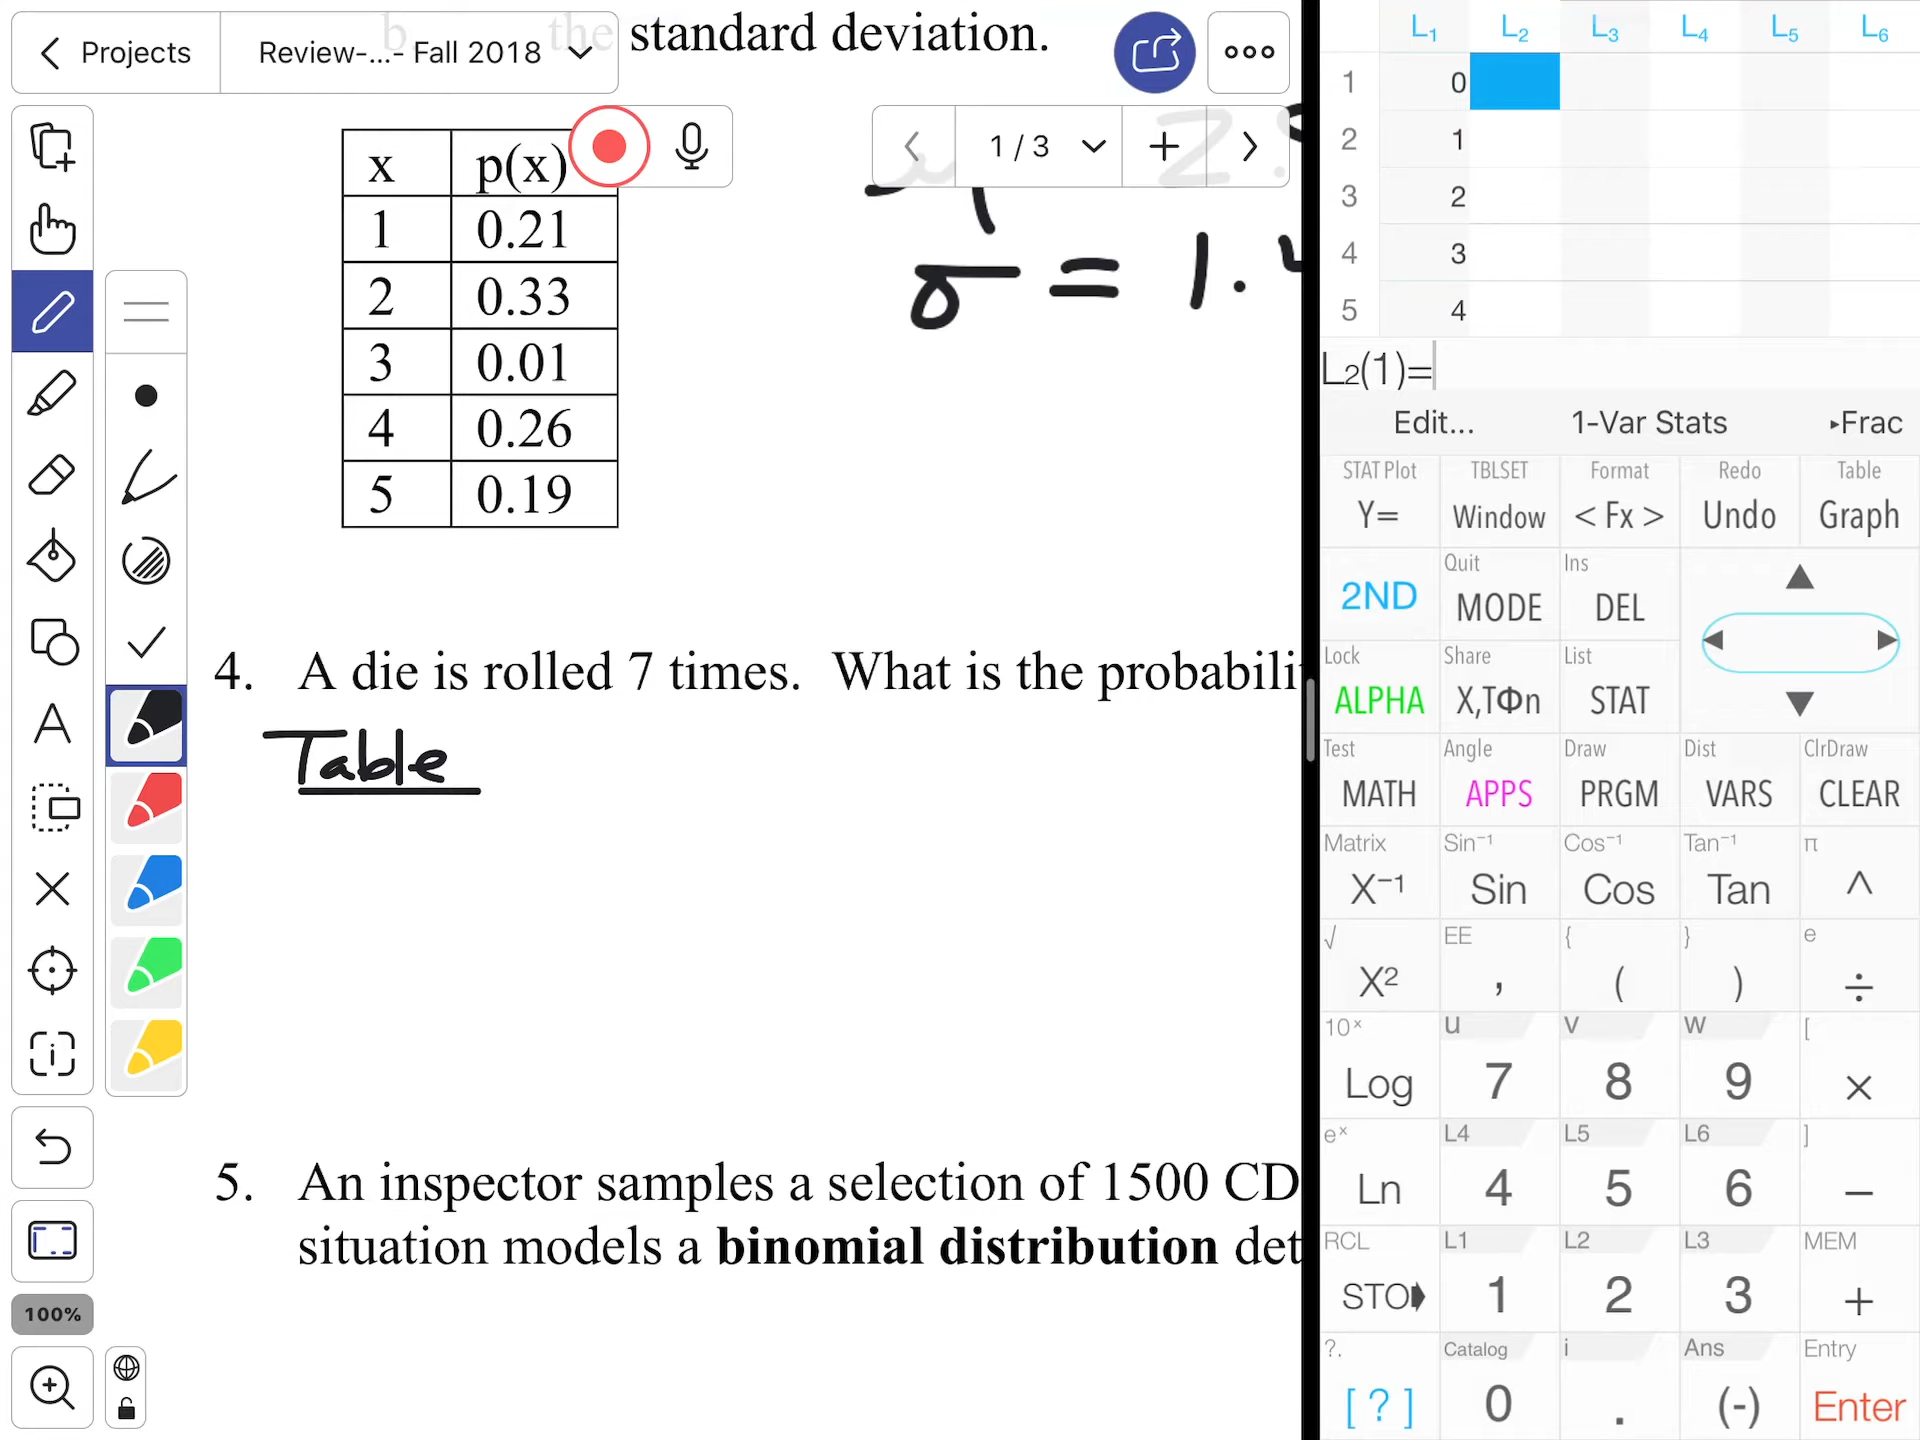 Projects
Review-...- Fall 2018
the standard deviation.
1 / 3
x p(x)
1 0.21
2 0.33
3 0.01
4 0.26
5 0.19
σ = 1.
4. A die is rolled 7 times. What is the probabili
Table
5. An inspector samples a selection of 1500 CD
situation models a binomial distribution det
100%
L1 L2 L3 L4 L5 L6
1 0
2 1
3 2
4 3
5 4
L2(1)=
Edit... 1-Var Stats ▸Frac
STAT Plot TBLSET Format Redo Table
Y= Window < Fx > Undo Graph
Quit Ins
2ND MODE DEL
Lock Share List
ALPHA X,TΦn STAT
Test Angle Draw Dist ClrDraw
MATH APPS PRGM VARS CLEAR
Matrix Sin⁻¹ Cos⁻¹ Tan⁻¹ π
X⁻¹ Sin Cos Tan ^
√ EE { } e
X² , ( ) ÷
10ˣ u v w [
Log 7 8 9 ×
eˣ L4 L5 L6 ]
Ln 4 5 6 −
RCL L1 L2 L3 MEM
STO 1 2 3 +
?. Catalog i Ans Entry
[ ? ] 0 . (-) Enter